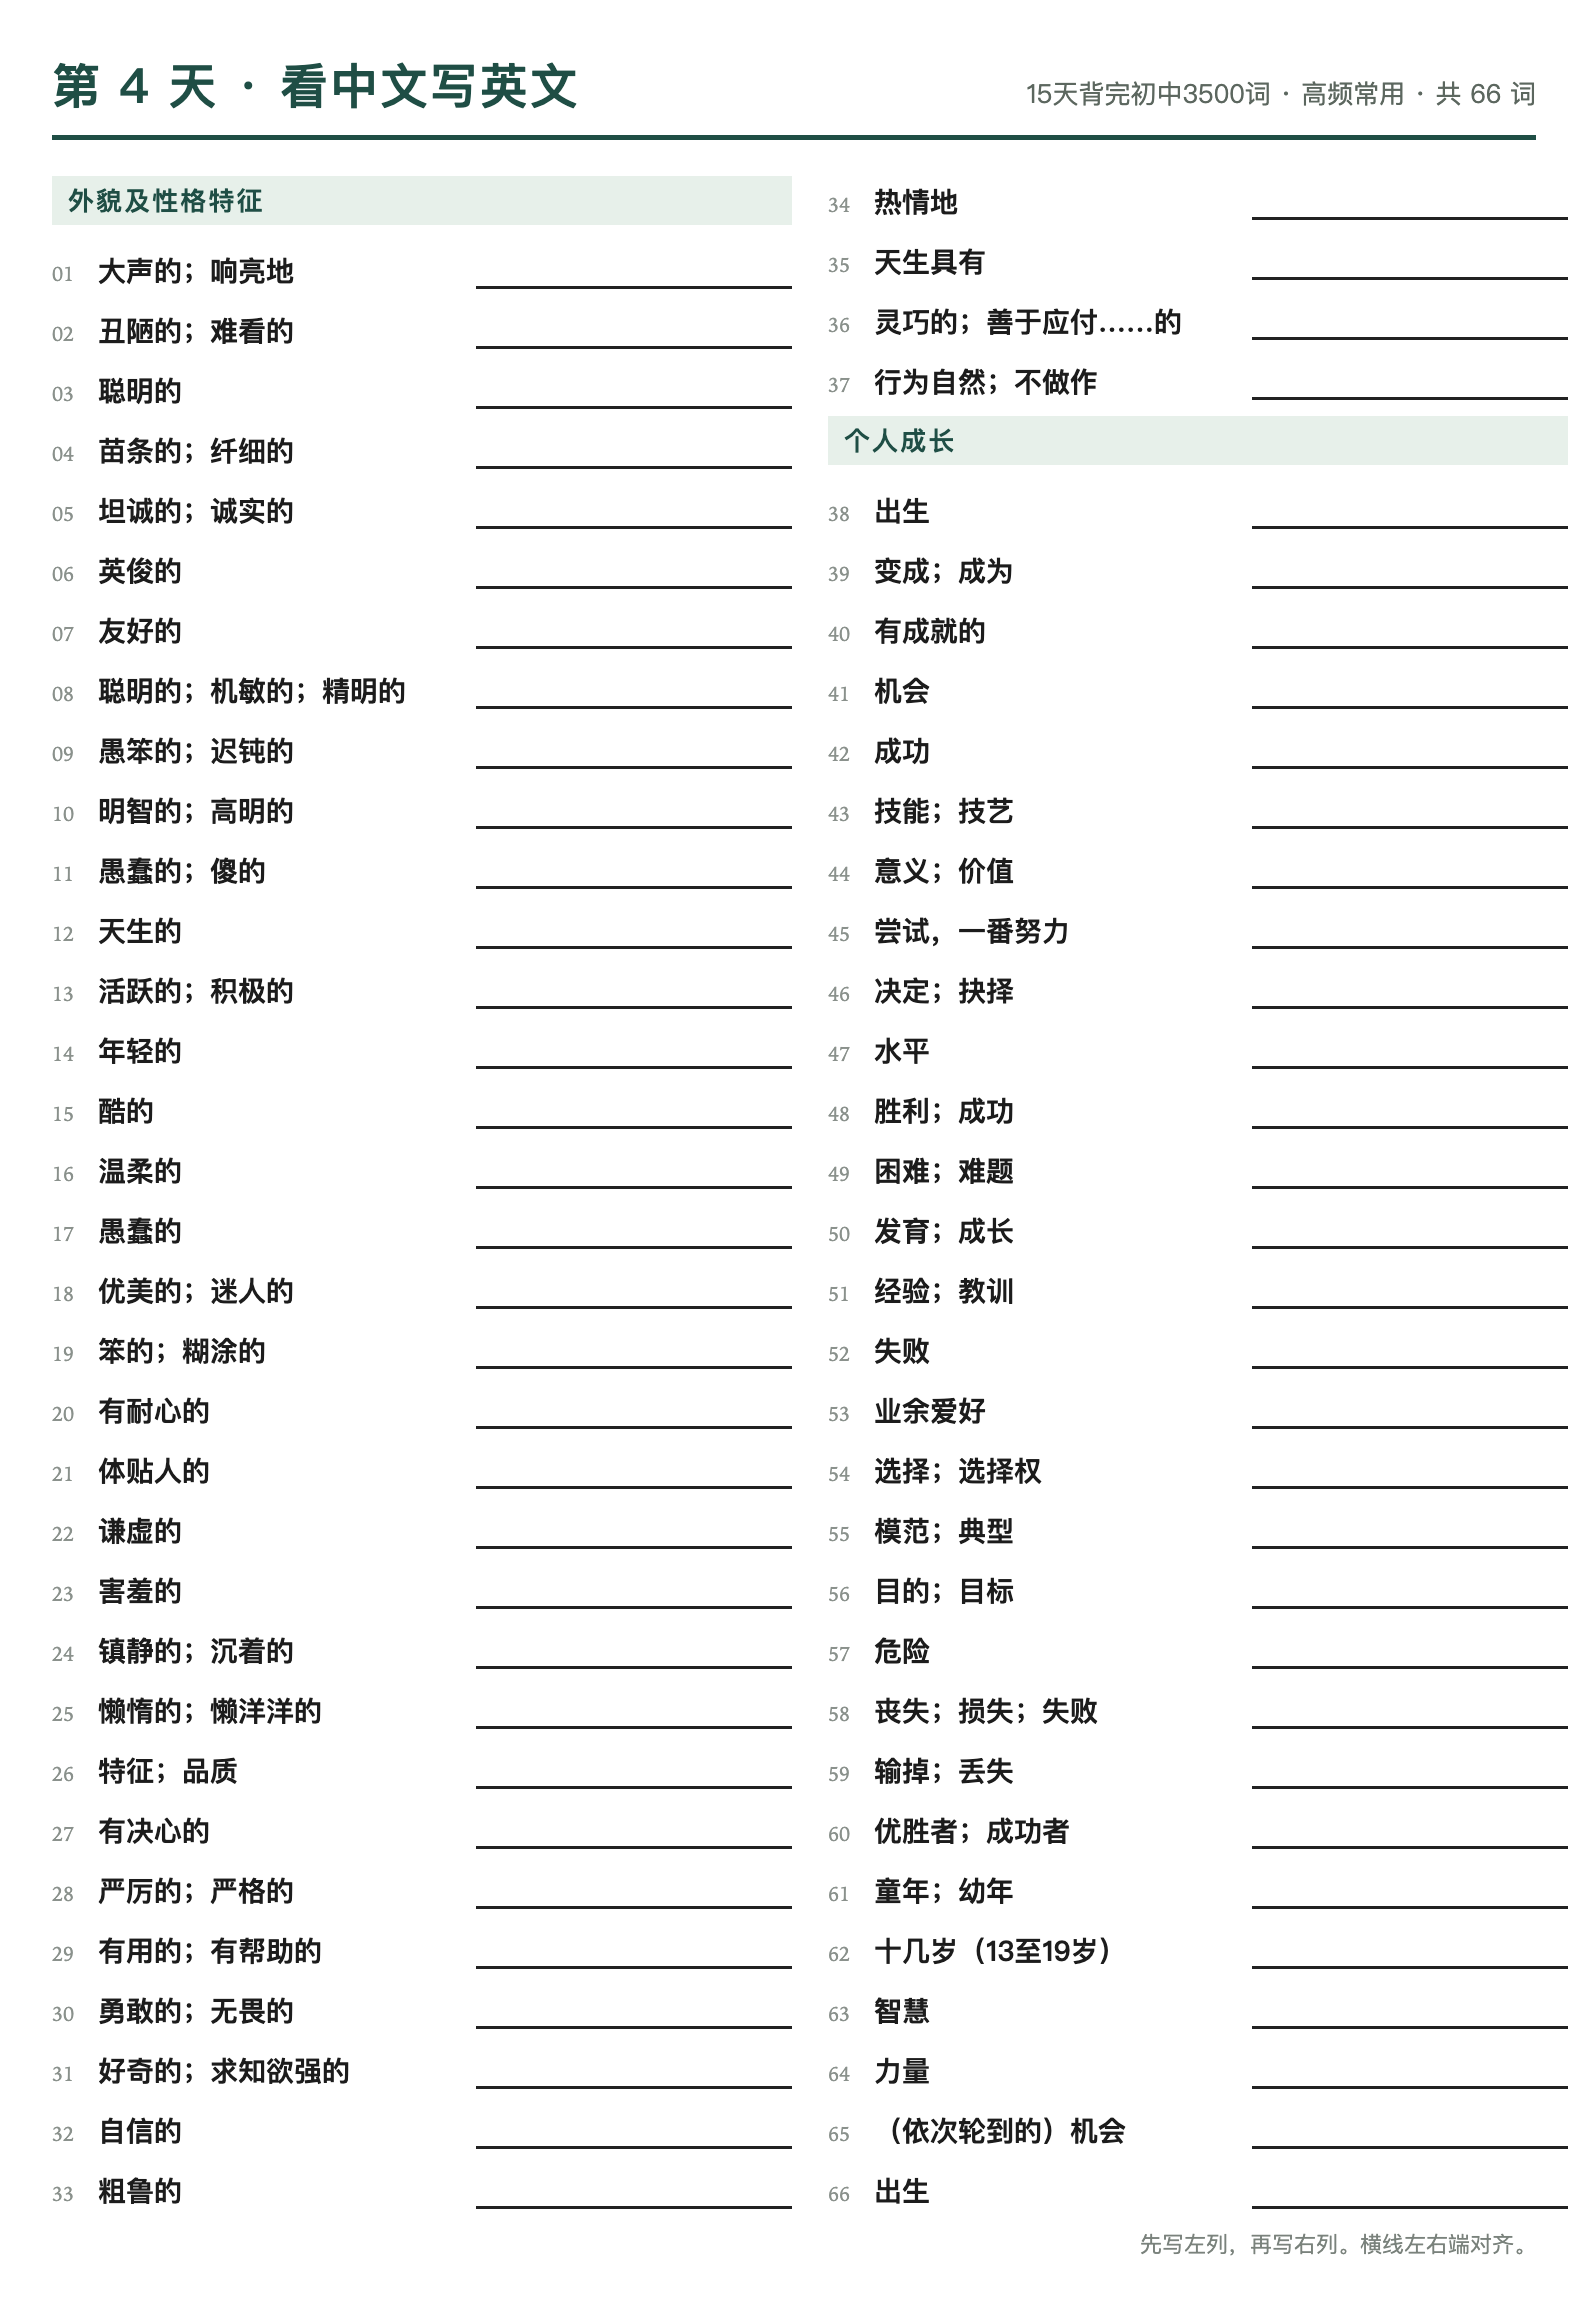 第 4 天 · 看中文写英文
15天背完初中3500词 · 高频常用 · 共 66 词
外貌及性格特征
01 大声的；响亮地
02 丑陋的；难看的
03 聪明的
04 苗条的；纤细的
05 坦诚的；诚实的
06 英俊的
07 友好的
08 聪明的；机敏的；精明的
09 愚笨的；迟钝的
10 明智的；高明的
11 愚蠢的；傻的
12 天生的
13 活跃的；积极的
14 年轻的
15 酷的
16 温柔的
17 愚蠢的
18 优美的；迷人的
19 笨的；糊涂的
20 有耐心的
21 体贴人的
22 谦虚的
23 害羞的
24 镇静的；沉着的
25 懒惰的；懒洋洋的
26 特征；品质
27 有决心的
28 严厉的；严格的
29 有用的；有帮助的
30 勇敢的；无畏的
31 好奇的；求知欲强的
32 自信的
33 粗鲁的
34 热情地
35 天生具有
36 灵巧的；善于应付……的
37 行为自然；不做作
个人成长
38 出生
39 变成；成为
40 有成就的
41 机会
42 成功
43 技能；技艺
44 意义；价值
45 尝试，一番努力
46 决定；抉择
47 水平
48 胜利；成功
49 困难；难题
50 发育；成长
51 经验；教训
52 失败
53 业余爱好
54 选择；选择权
55 模范；典型
56 目的；目标
57 危险
58 丧失；损失；失败
59 输掉；丢失
60 优胜者；成功者
61 童年；幼年
62 十几岁（13至19岁）
63 智慧
64 力量
65 （依次轮到的）机会
66 出生
先写左列，再写右列。横线左右端对齐。